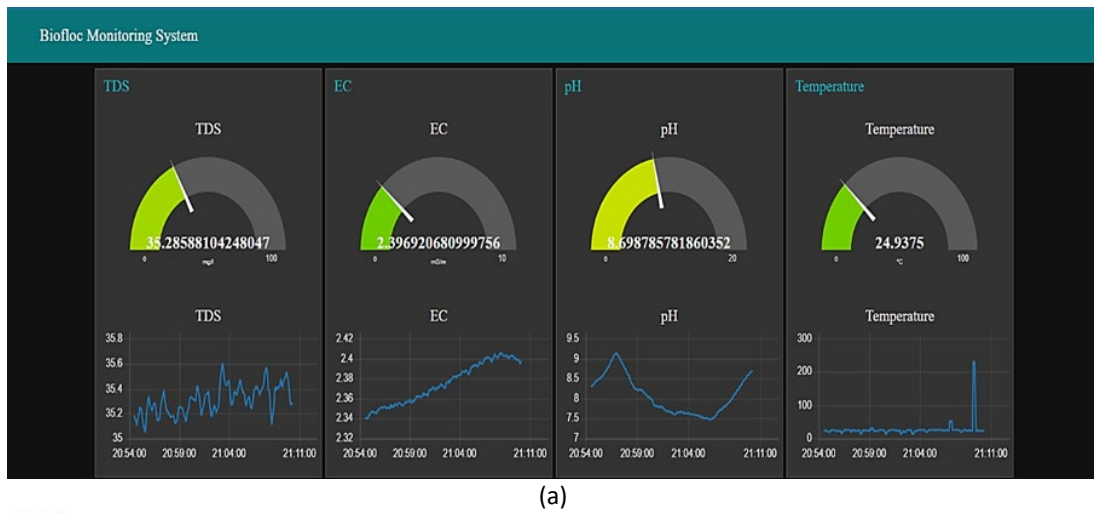 Biofloc Monitoring System
TDS EC pH Temperature
TDS EC pH Temperature
35.28588104248047 2.396920680999756 8.698785781860352 24.9375
0 mg/l 100 0 mS/m 10 0 20 0 °C 100
TDS EC pH Temperature
35.8 2.42 9.5 300
35.6 2.4 9 200
35.4 2.38 8.5 100
35.2 2.36 8 0
35 2.34 7.5
2.32 7
20:54:00 20:59:00 21:04:00 21:11:00 20:54:00 20:59:00 21:04:00 21:11:00 20:54:00 20:59:00 21:04:00 21:11:00 20:54:00 20:59:00 21:04:00 21:11:00
(a)